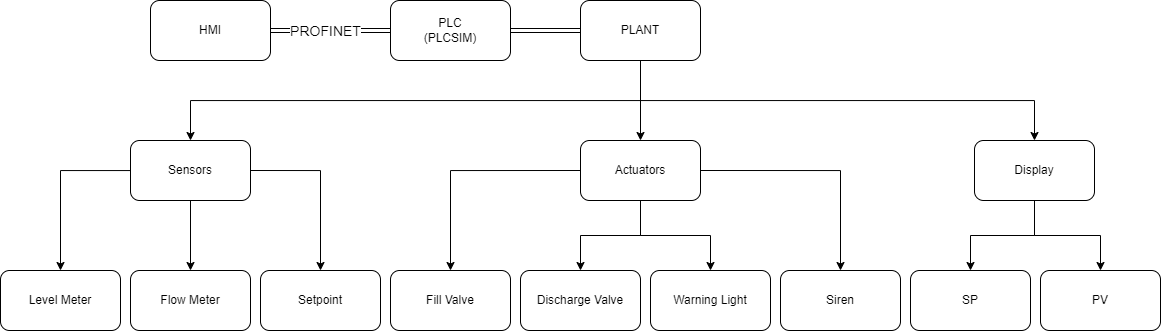 HMI
PROFINET
PLC
(PLCSIM)
PLANT
Sensors
Actuators
Display
Level Meter
Flow Meter
Setpoint
Fill Valve
Discharge Valve
Warning Light
Siren
SP
PV